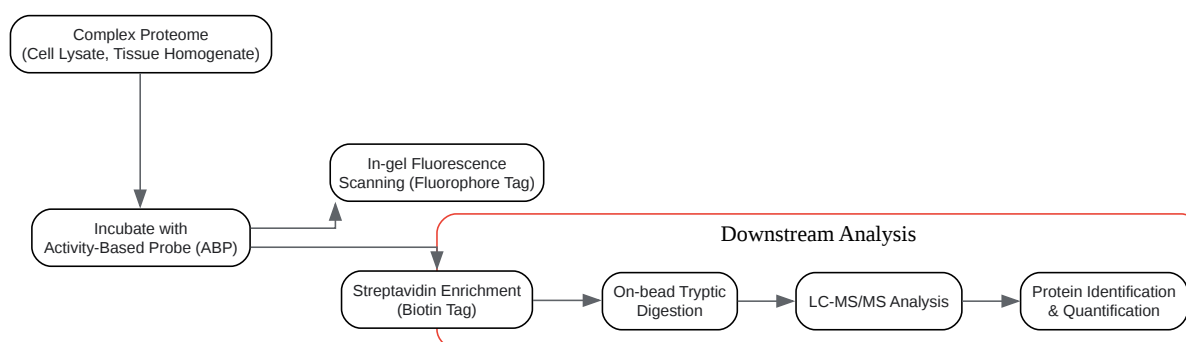 Complex Proteome
(Cell Lysate, Tissue Homogenate)
In-gel Fluorescence
Scanning (Fluorophore Tag)
Incubate with
Activity-Based Probe (ABP)
Downstream Analysis
Streptavidin Enrichment
(Biotin Tag)
On-bead Tryptic
Digestion
LC-MS/MS Analysis
Protein Identification
& Quantification